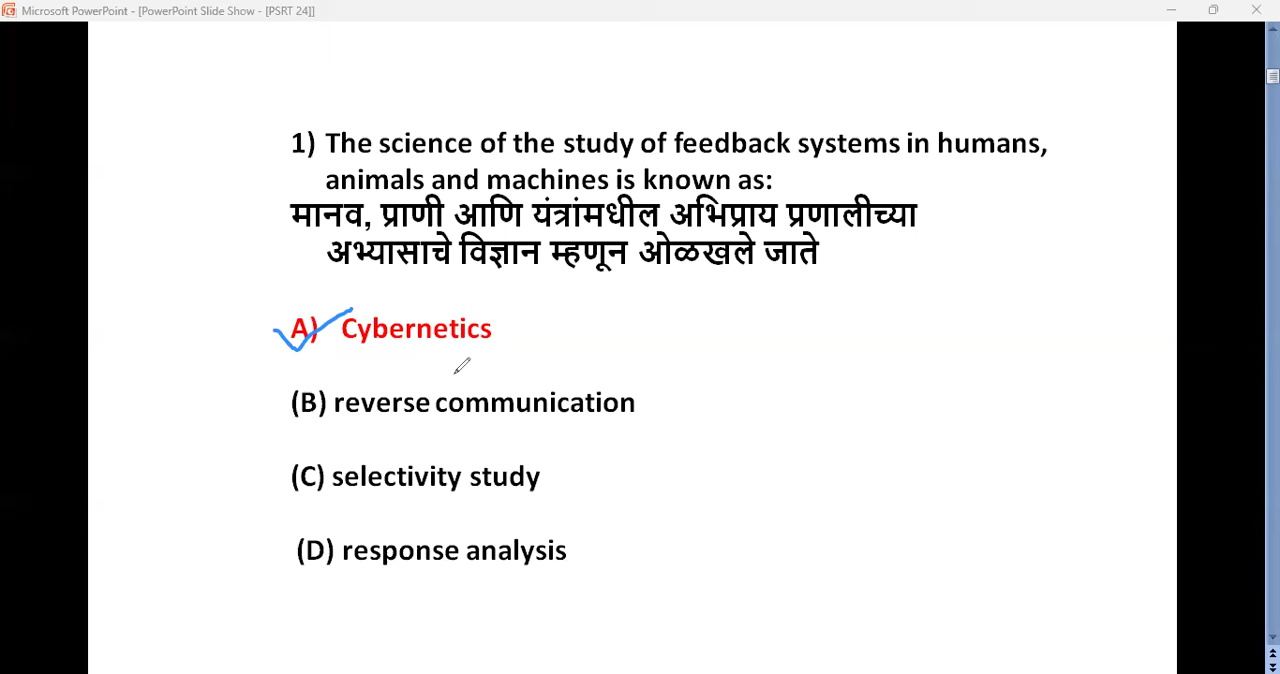 Microsoft PowerPoint - [PowerPoint Slide Show - [PSRT 24]]
1) The science of the study of feedback systems in humans,
animals and machines is known as:
मानव, प्राणी आणि यंत्रांमधील अभिप्राय प्रणालीच्या
अभ्यासाचे विज्ञान म्हणून ओळखले जाते
A) Cybernetics
(B) reverse communication
(C) selectivity study
(D) response analysis